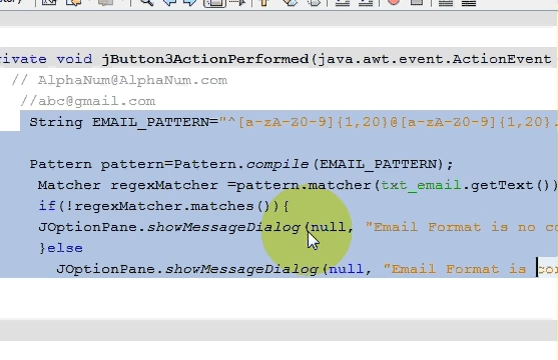 rivate void jButton3ActionPerformed(java.awt.event.ActionEvent
// AlphaNum@AlphaNum.com
//abc@gmail.com
String EMAIL_PATTERN="^[a-zA-Z0-9]{1,20}@[a-zA-Z0-9]{1,20}.
Pattern pattern=Pattern.compile(EMAIL_PATTERN);
Matcher regexMatcher =pattern.matcher(txt_email.getText())
if(!regexMatcher.matches()){
JOptionPane.showMessageDialog(null, "Email Format is no co
}else
JOptionPane.showMessageDialog(null, "Email Format is cor